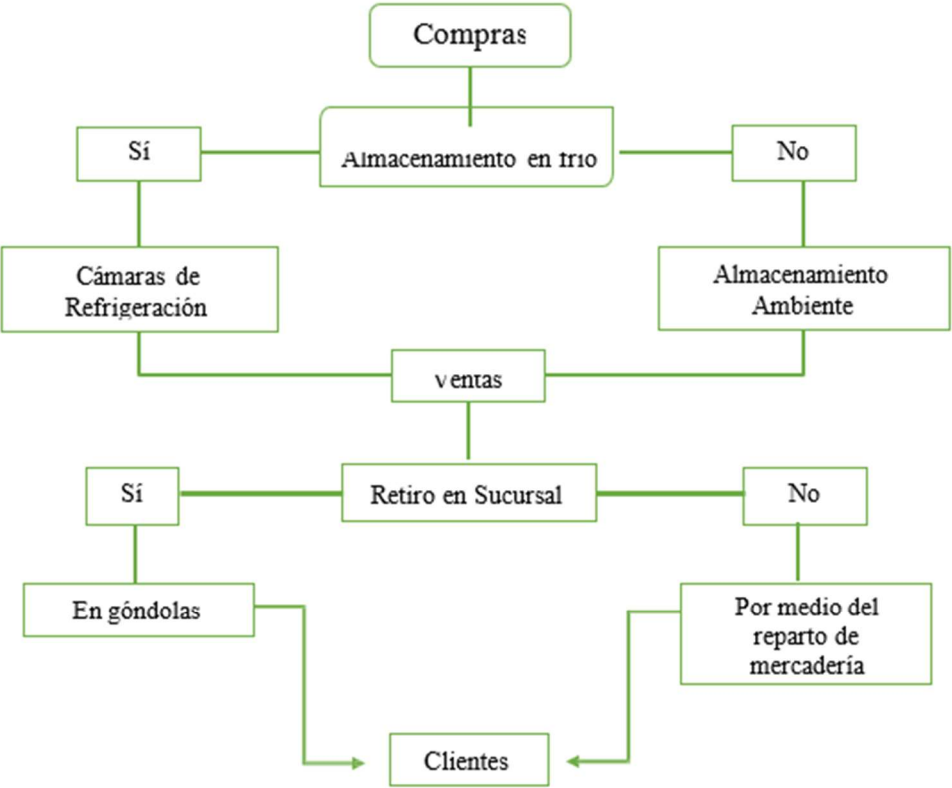 Compras
Sí
Almacenamiento en frío
No
Cámaras de
Refrigeración
Almacenamiento
Ambiente
Ventas
Sí
Retiro en Sucursal
No
En góndolas
Por medio del
reparto de
mercadería
Clientes